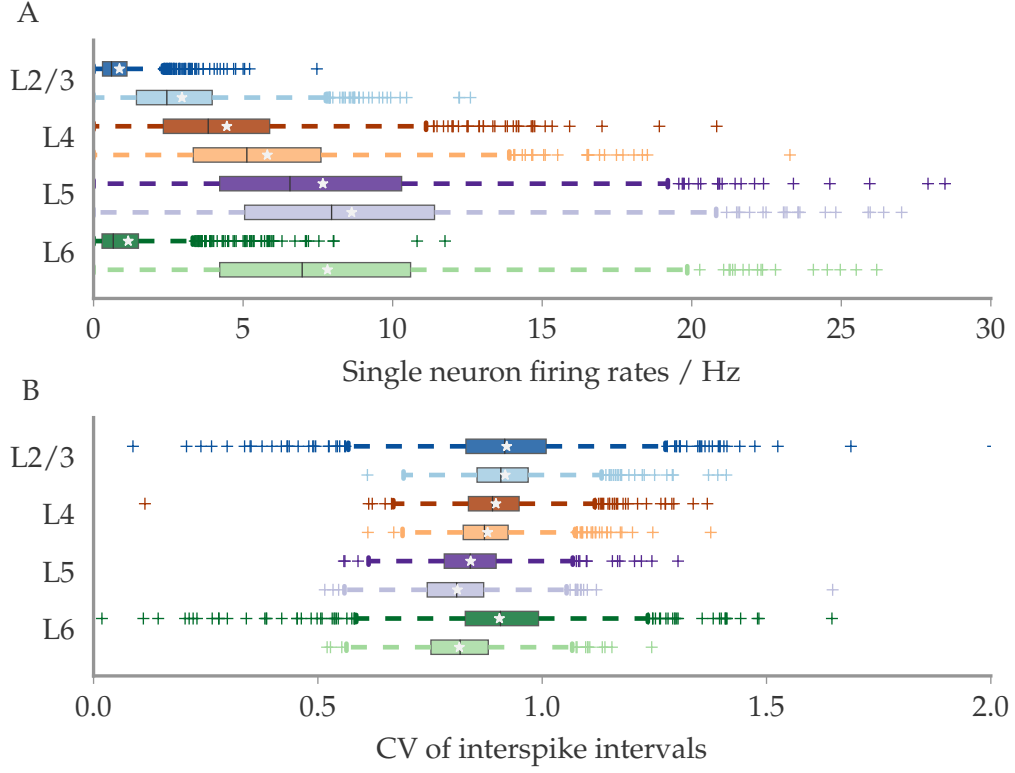 A
L2/3
L4
L5
L6
0 5 10 15 20 25 30
Single neuron firing rates / Hz
B
L2/3
L4
L5
L6
0.0 0.5 1.0 1.5 2.0
CV of interspike intervals